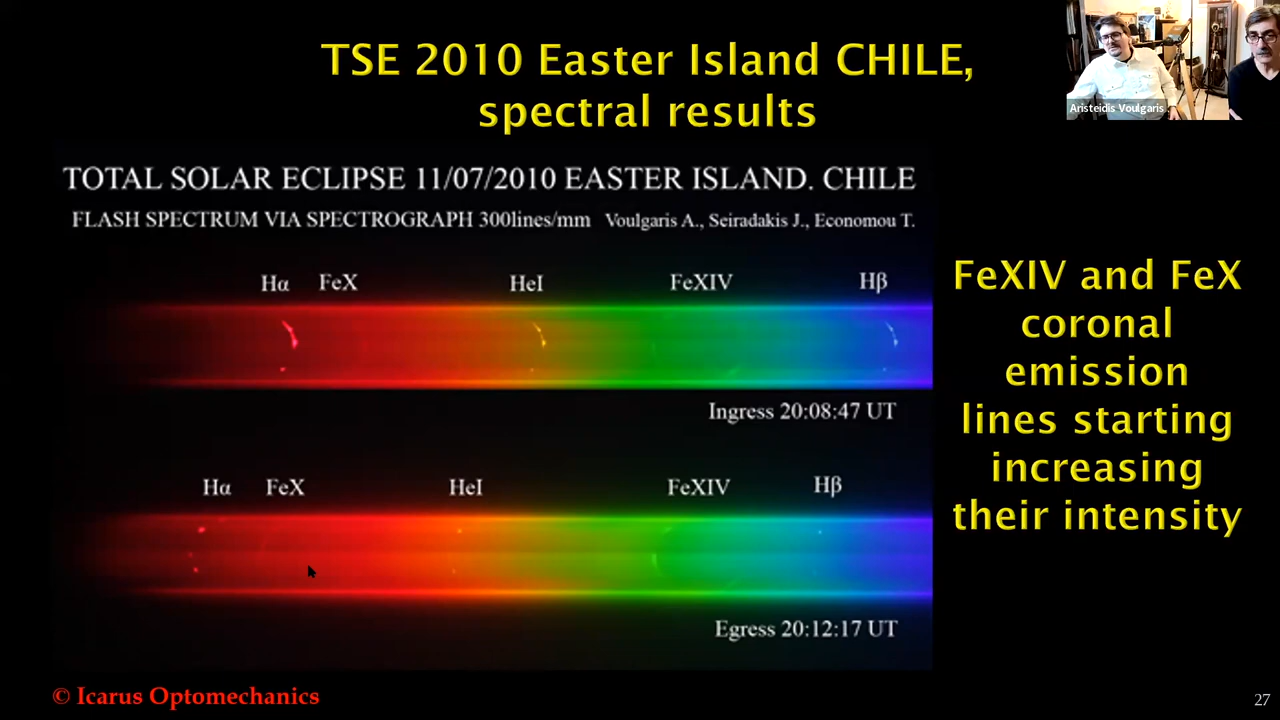 TSE 2010 Easter Island CHILE,
spectral results
Aristeidis Voulgaris
TOTAL SOLAR ECLIPSE 11/07/2010 EASTER ISLAND. CHILE
FLASH SPECTRUM VIA SPECTROGRAPH 300lines/mm Voulgaris A., Seiradakis J., Economou T.
Hα FeX HeI FeXIV Hβ
Ingress 20:08:47 UT
Hα FeX HeI FeXIV Hβ
Egress 20:12:17 UT
FeXIV and FeX
coronal
emission
lines starting
increasing
their intensity
© Icarus Optomechanics
27